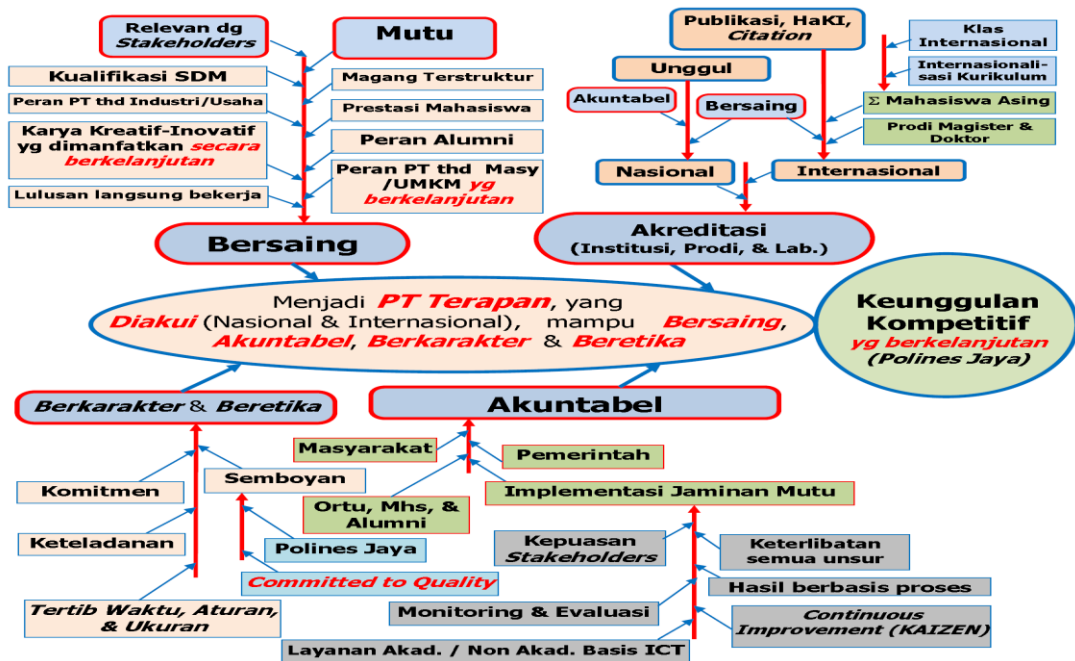 Relevan dg
Stakeholders
Mutu
Kualifikasi SDM
Magang Terstruktur
Peran PT thd Industri/Usaha
Prestasi Mahasiswa
Karya Kreatif-Inovatif
yg dimanfatkan secara
berkelanjutan
Peran Alumni
Lulusan langsung bekerja
Peran PT thd Masy
/UMKM yg
berkelanjutan
Bersaing
Publikasi, HaKI,
Citation
Klas
Internasional
Internasionali-
sasi Kurikulum
Unggul
Akuntabel
Bersaing
Σ Mahasiswa Asing
Prodi Magister &
Doktor
Nasional
Internasional
Akreditasi
(Institusi, Prodi, & Lab.)
Menjadi PT Terapan, yang
Diakui (Nasional & Internasional), mampu Bersaing,
Akuntabel, Berkarakter & Beretika
Keunggulan
Kompetitif
yg berkelanjutan
(Polines Jaya)
Berkarakter & Beretika
Akuntabel
Komitmen
Semboyan
Keteladanan
Polines Jaya
Committed to Quality
Tertib Waktu, Aturan,
& Ukuran
Masyarakat
Pemerintah
Ortu, Mhs, &
Alumni
Implementasi Jaminan Mutu
Kepuasan
Stakeholders
Keterlibatan
semua unsur
Hasil berbasis proses
Monitoring & Evaluasi
Continuous
Improvement (KAIZEN)
Layanan Akad. / Non Akad. Basis ICT